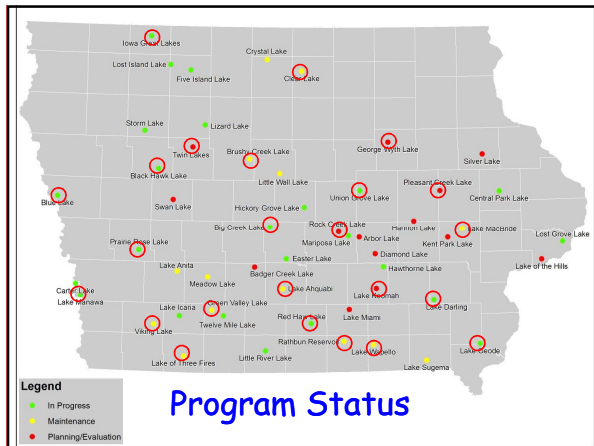 Iowa Great Lakes
Crystal Lake
Lost Island Lake
Five Island Lake
Clear Lake
Storm Lake
Lizard Lake
Twin Lakes
Brushy Creek Lake
George Wyth Lake
Silver Lake
Black Hawk Lake
Little Wall Lake
Pleasant Creek Lake
Blue Lake
Swan Lake
Union Grove Lake
Central Park Lake
Hickory Grove Lake
Big Creek Lake
Rock Creek Lake
Hannen Lake
Lake MacBride
Mariposa Lake
Arbor Lake
Kent Park Lake
Lost Grove Lake
Prairie Rose Lake
Diamond Lake
Lake of the Hills
Easter Lake
Lake Anita
Badger Creek Lake
Hawthorne Lake
Meadow Lake
Carter Lake
Lake Manawa
Lake Ahquabi
Lake Keomah
Lake Icaria
Green Valley Lake
Lake Darling
Twelve Mile Lake
Red Haw Lake
Lake Miami
Viking Lake
Rathbun Reservoir
Lake Wapello
Lake Geode
Lake of Three Fires
Little River Lake
Lake Sugema
Legend
In Progress
Maintenance
Planning/Evaluation
Program Status